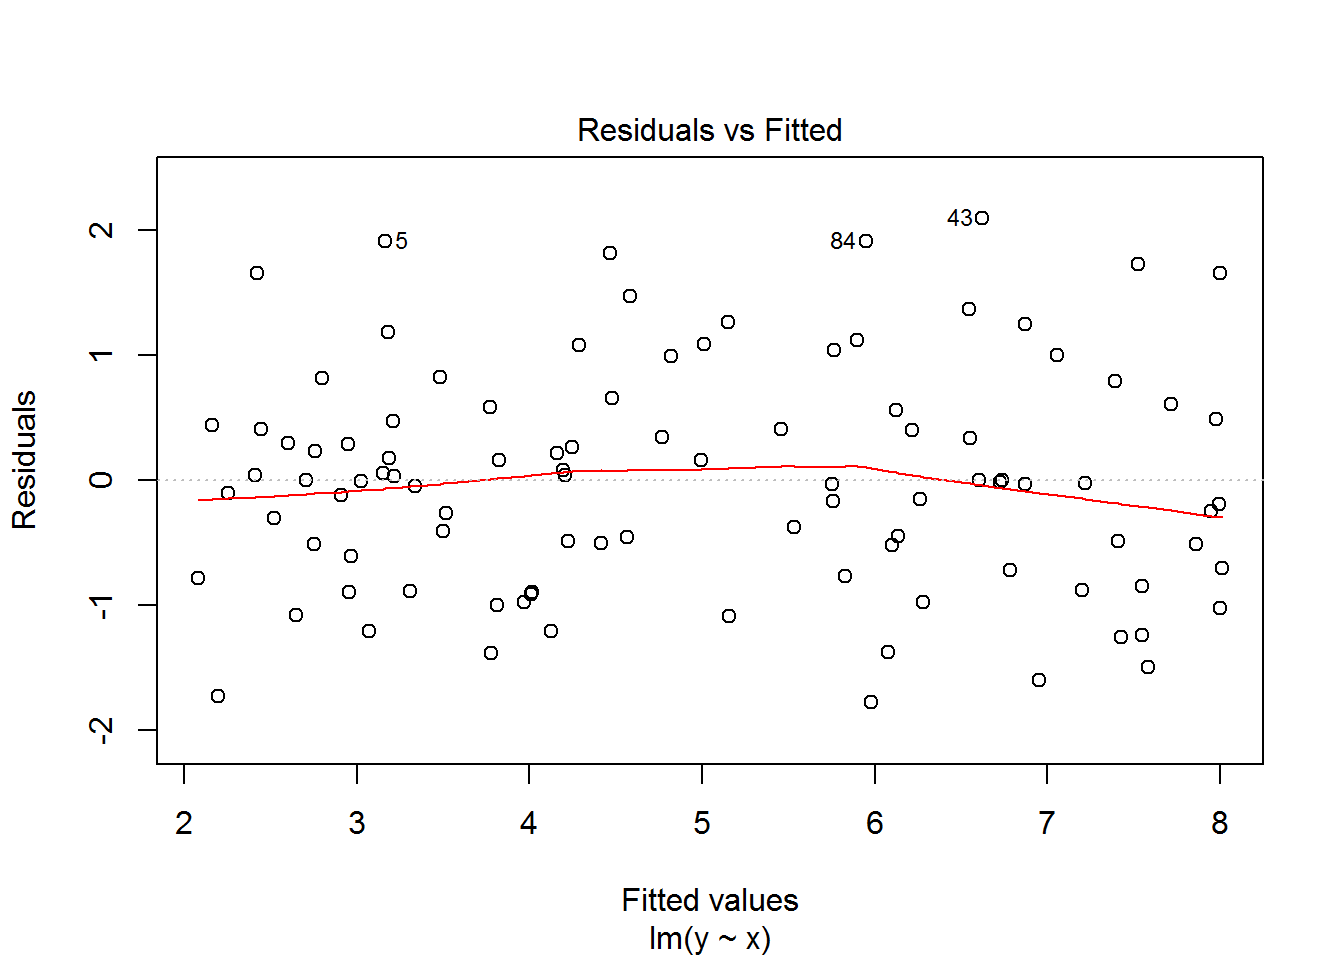 Residuals vs Fitted
Residuals
2
1
0
-1
-2
5
84
43
2 3 4 5 6 7 8
Fitted values
lm(y ~ x)